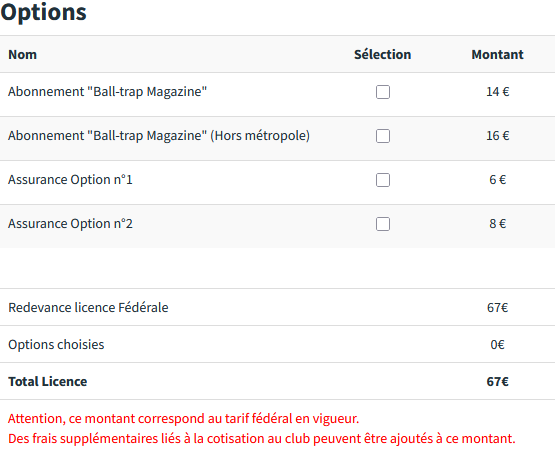 Options
Nom Sélection Montant
Abonnement "Ball-trap Magazine" 14 €
Abonnement "Ball-trap Magazine" (Hors métropole) 16 €
Assurance Option n°1 6 €
Assurance Option n°2 8 €
Redevance licence Fédérale 67€
Options choisies 0€
Total Licence 67€
Attention, ce montant correspond au tarif fédéral en vigueur.
Des frais supplémentaires liés à la cotisation au club peuvent être ajoutés à ce montant.